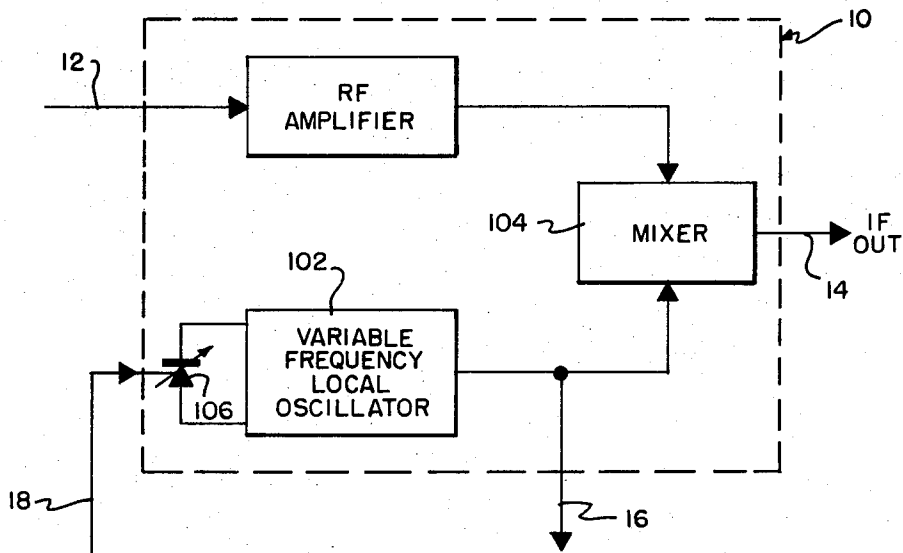 10
12
RF
AMPLIFIER
104
MIXER
IF
OUT
14
102
VARIABLE
FREQUENCY
LOCAL
OSCILLATOR
106
18
16